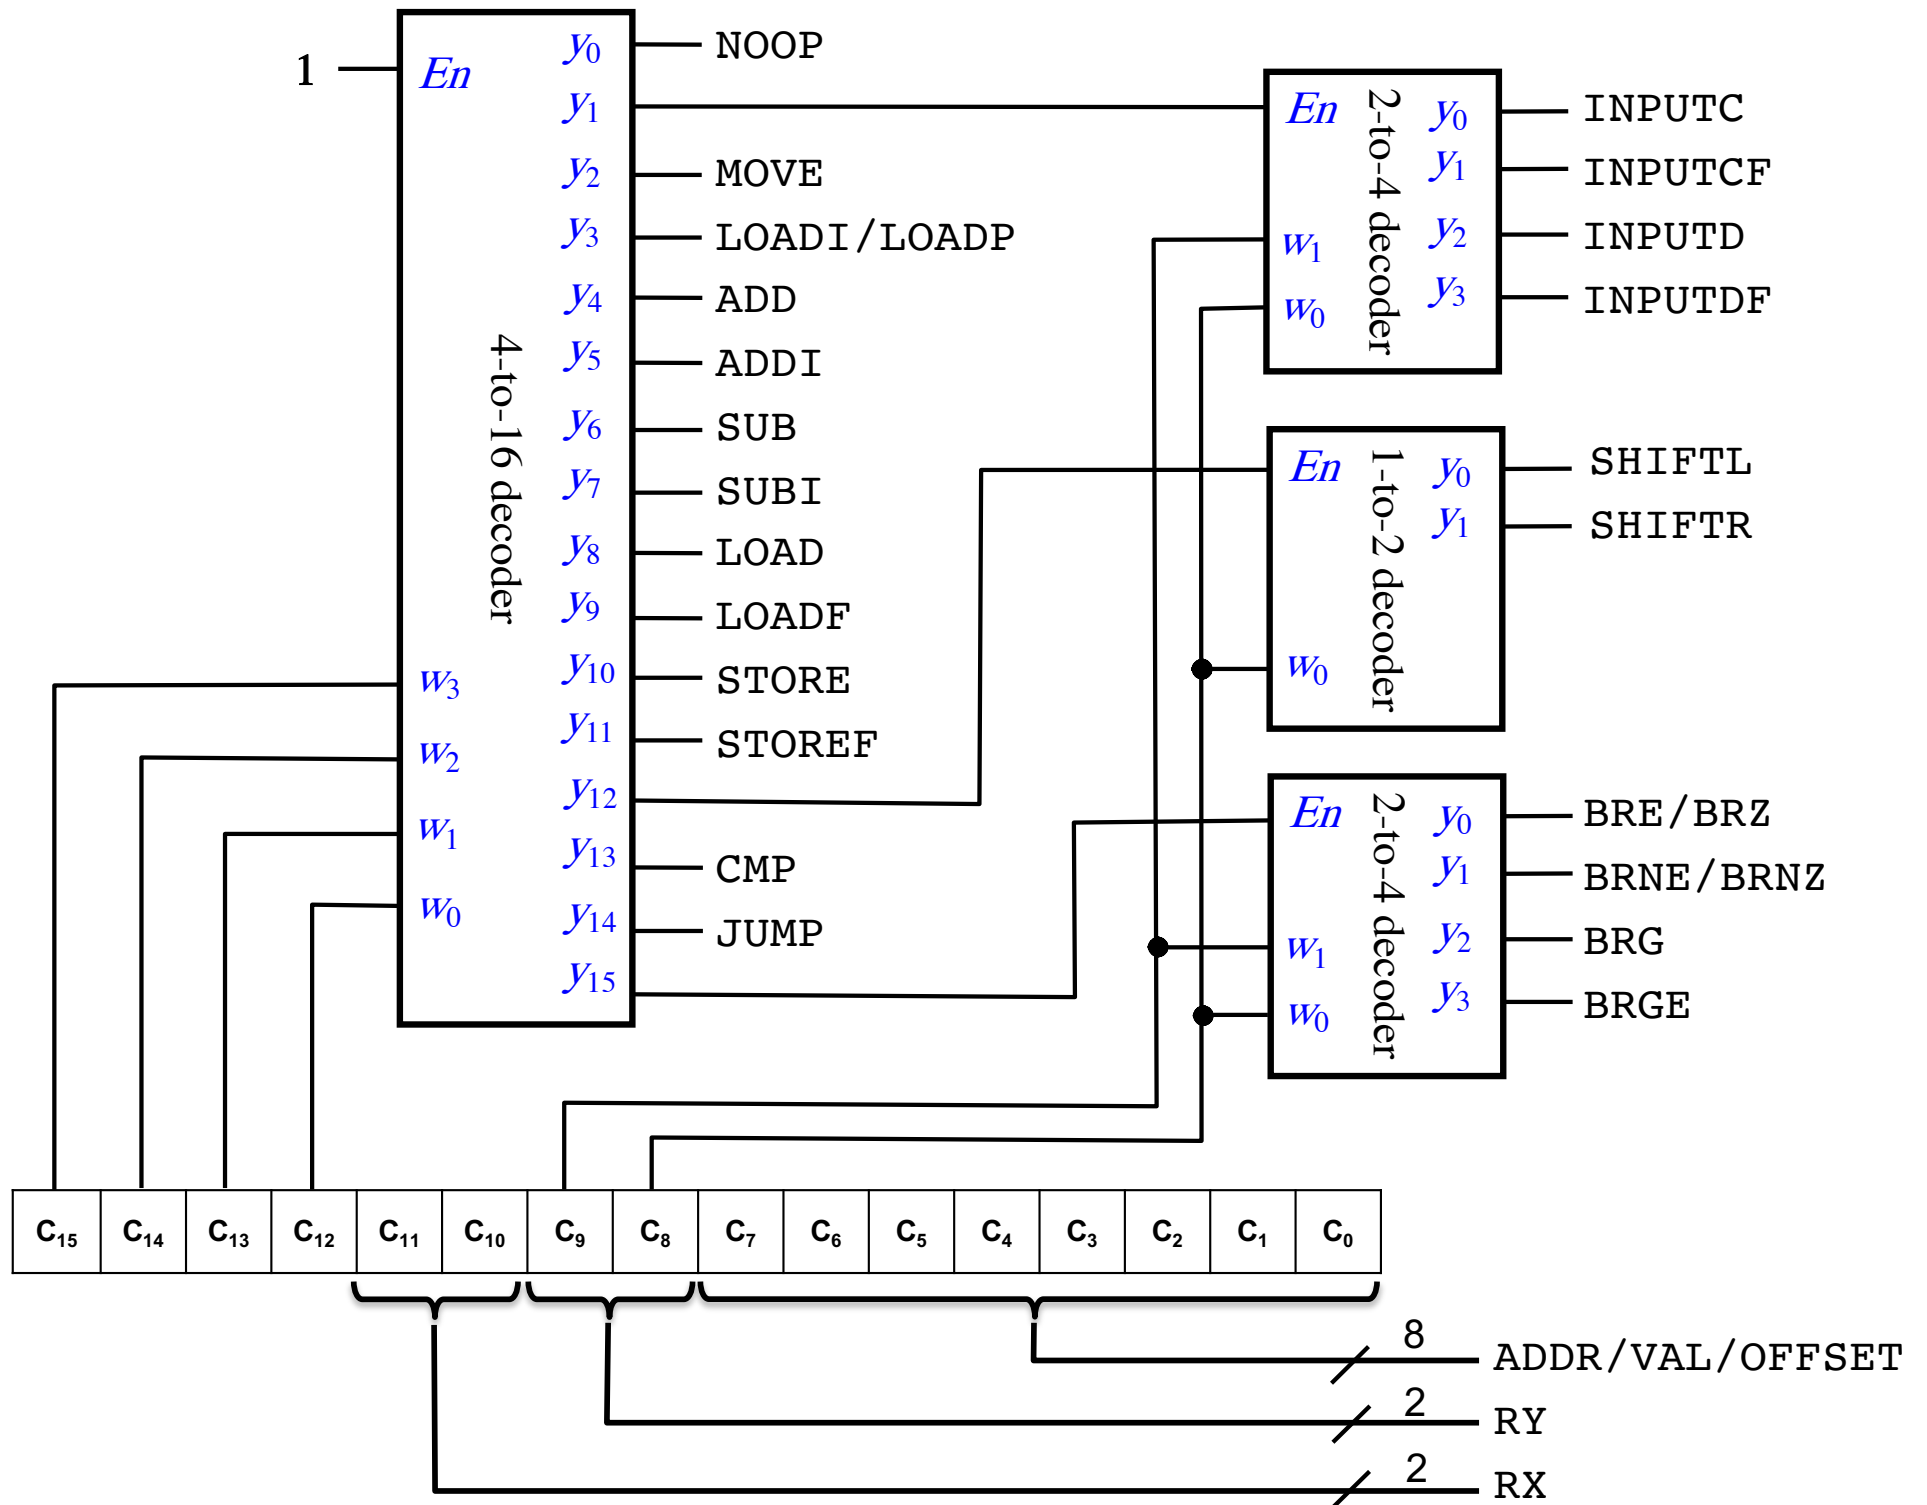 1
En
y0 NOOP
y1
y2 MOVE
y3 LOADI/LOADP
y4 ADD
y5 ADDI
y6 SUB
y7 SUBI
y8 LOAD
y9 LOADF
y10 STORE
y11 STOREF
y12
y13 CMP
y14 JUMP
y15
4-to-16 decoder
w3
w2
w1
w0
En
2-to-4 decoder
y0 INPUTC
y1 INPUTCF
y2 INPUTD
y3 INPUTDF
w1
w0
En
1-to-2 decoder
y0 SHIFTL
y1 SHIFTR
w0
En
2-to-4 decoder
y0 BRE/BRZ
y1 BRNE/BRNZ
y2 BRG
y3 BRGE
w1
w0
C15 C14 C13 C12 C11 C10 C9 C8 C7 C6 C5 C4 C3 C2 C1 C0
8 ADDR/VAL/OFFSET
2 RY
2 RX